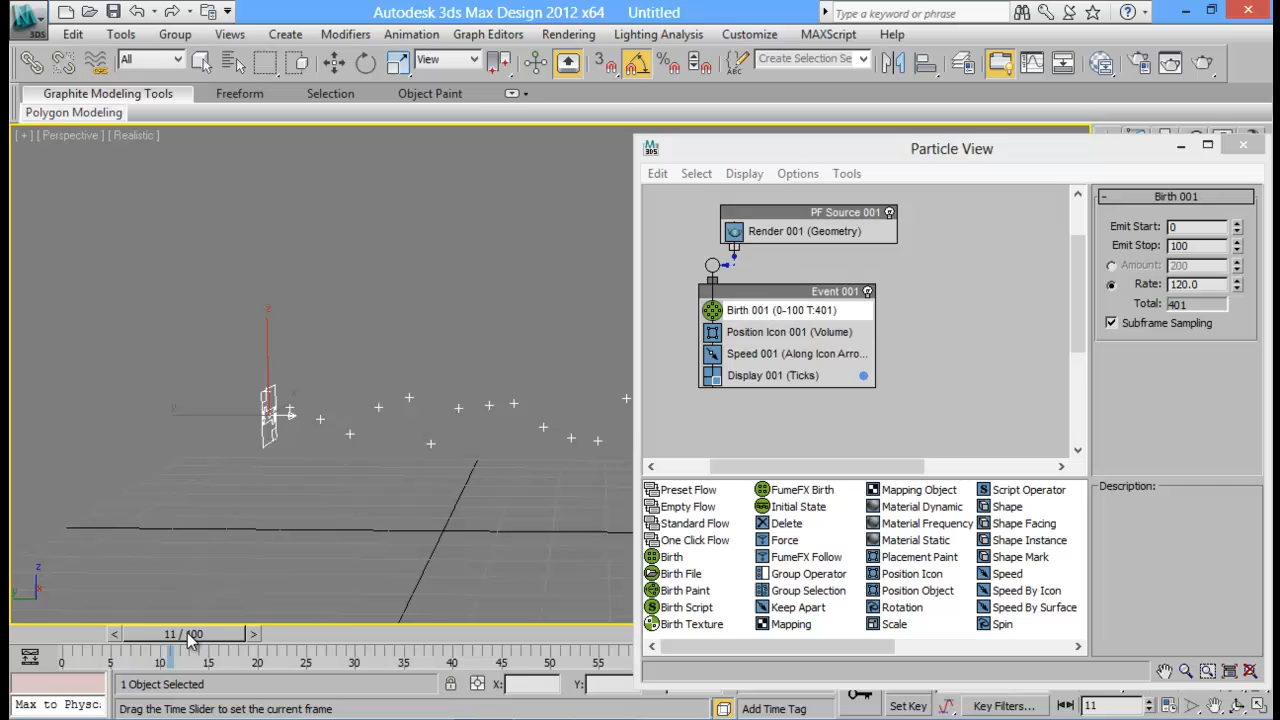 Autodesk 3ds Max Design 2012 x64 Untitled
Type a keyword or phrase
3DS
Edit Tools Group Views Create Modifiers Animation Graph Editors Rendering Lighting Analysis Customize MAXScript Help
All View 3 Create Selection Se
Graphite Modeling Tools Freeform Selection Object Paint
Polygon Modeling
[ + ] [ Perspective ] [ Realistic ]
Particle View
Edit Select Display Options Tools
PF Source 001
Render 001 (Geometry)
Event 001
Birth 001 (0-100 T:401)
Position Icon 001 (Volume)
Speed 001 (Along Icon Arro...
Display 001 (Ticks)
Birth 001
Emit Start: 0
Emit Stop: 100
Amount: 200
Rate: 120.0
Total: 401
Subframe Sampling
Preset Flow FumeFX Birth Mapping Object Script Operator
Empty Flow Initial State Material Dynamic Shape
Standard Flow Delete Material Frequency Shape Facing
One Click Flow Force Material Static Shape Instance
Birth FumeFX Follow Placement Paint Shape Mark
Birth File Group Operator Position Icon Speed
Birth Paint Group Selection Position Object Speed By Icon
Birth Script Keep Apart Rotation Speed By Surface
Birth Texture Mapping Scale Spin
Description:
z
z
x
< 11 / 100 >
0 5 10 15 20 25 30 35 40 45 50 55
1 Object Selected X: Y:
Max to Physc.
Drag the Time Slider to set the current frame
Add Time Tag
Set Key
Key Filters...
11